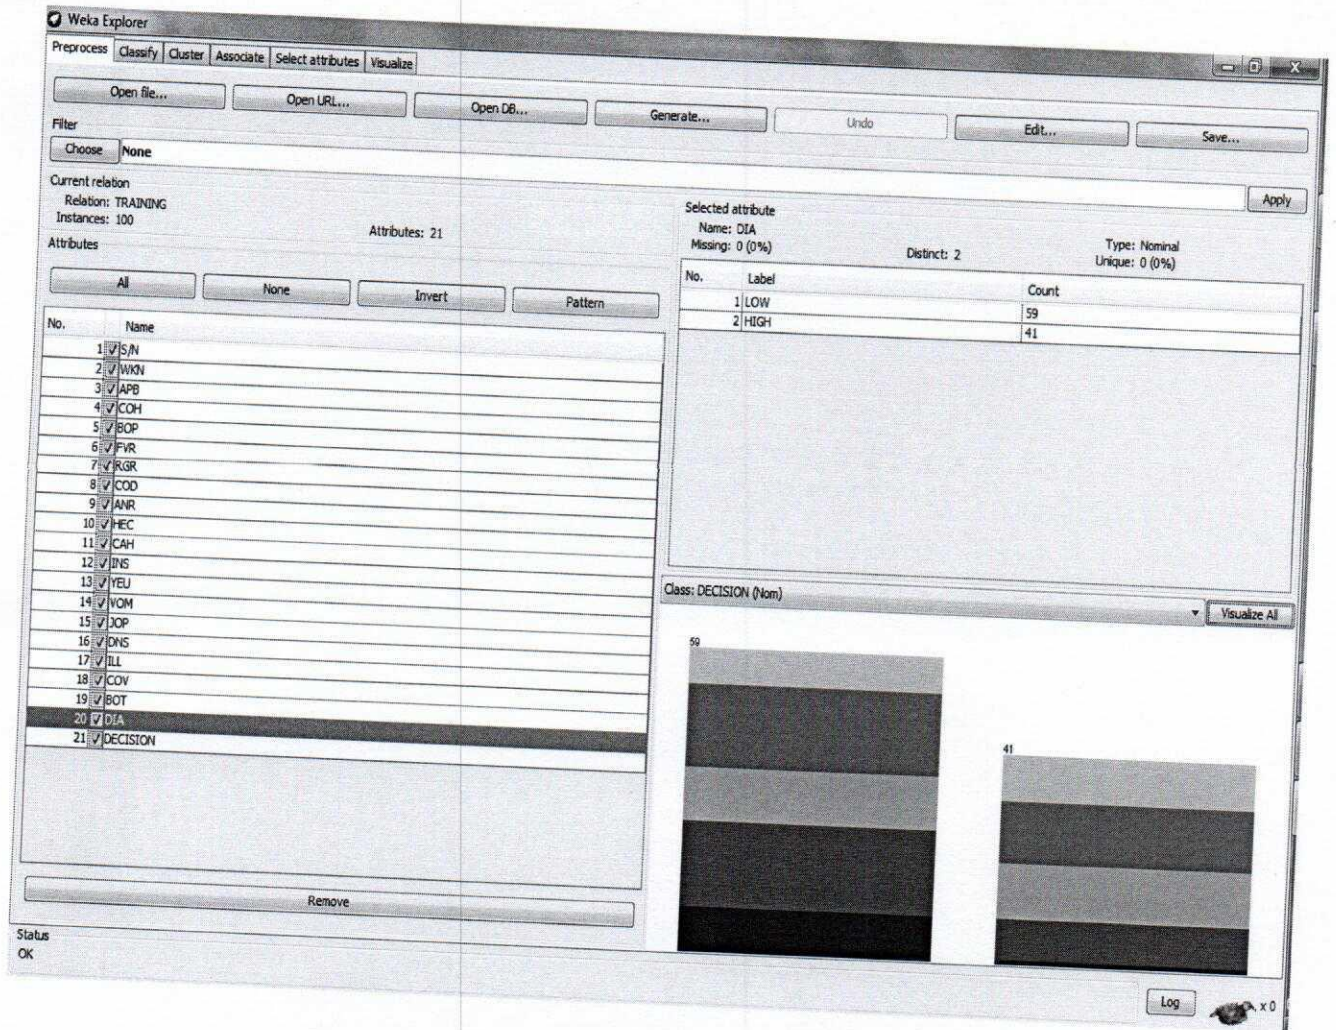 Weka Explorer
Preprocess Classify Cluster Associate Select attributes Visualize
Open file... Open URL... Open DB... Generate... Undo Edit... Save...
Filter
Choose None Apply
Current relation
Relation: TRAINING
Instances: 100 Attributes: 21
Attributes
All None Invert Pattern
No. Name
1 S/N
2 WKN
3 APB
4 COH
5 BOP
6 FVR
7 RGR
8 COD
9 ANR
10 HEC
11 CAH
12 INS
13 YEU
14 VOM
15 JOP
16 DNS
17 ILL
18 COV
19 BOT
20 DIA
21 DECISION
Remove
Selected attribute
Name: DIA Type: Nominal
Missing: 0 (0%) Distinct: 2 Unique: 0 (0%)
No. Label Count
1 LOW 59
2 HIGH 41
Class: DECISION (Nom) Visualize All
59
41
Status
OK
Log x 0